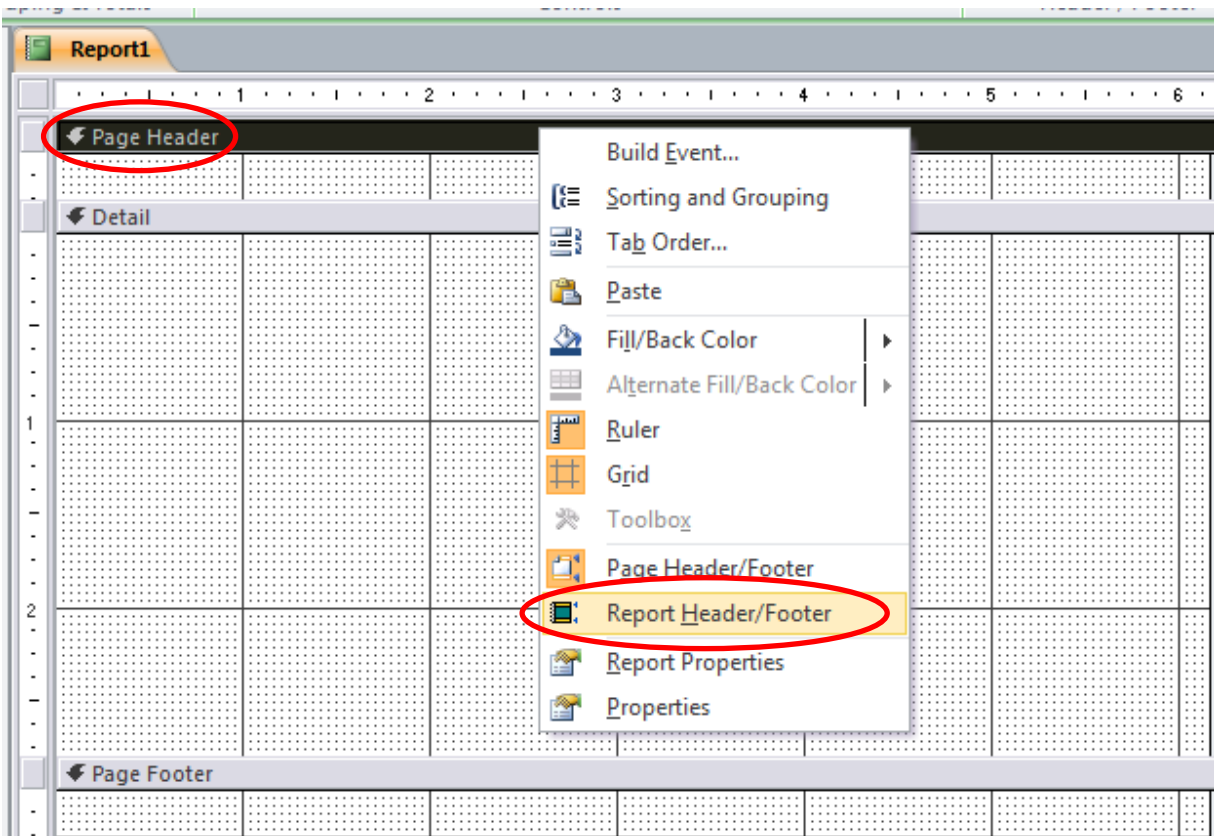 Report1
1 2 3 4 5 6
Page Header
Build Event...
Sorting and Grouping
Detail
Tab Order...
Paste
Fill/Back Color
Alternate Fill/Back Color
1
Ruler
Grid
Toolbox
Page Header/Footer
2
Report Header/Footer
Report Properties
Properties
Page Footer